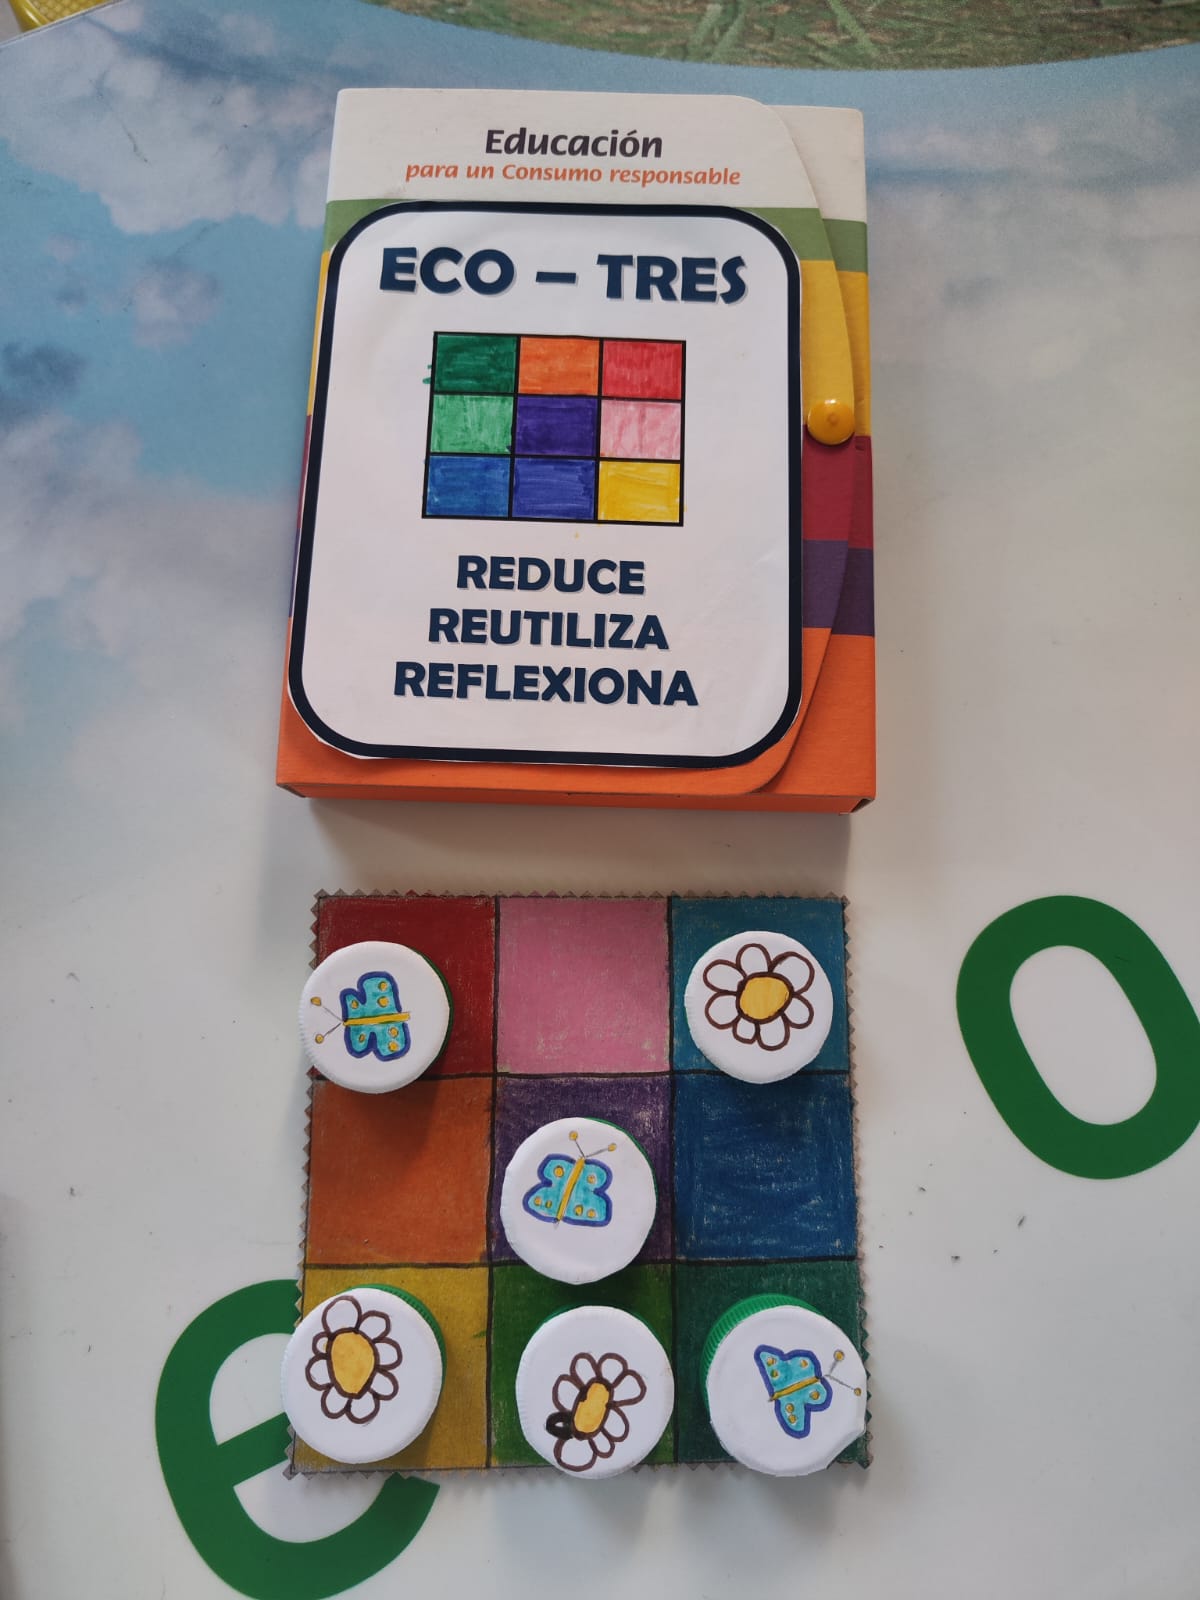 Educación
para un Consumo responsable
ECO – TRES
REDUCE
REUTILIZA
REFLEXIONA
o
e